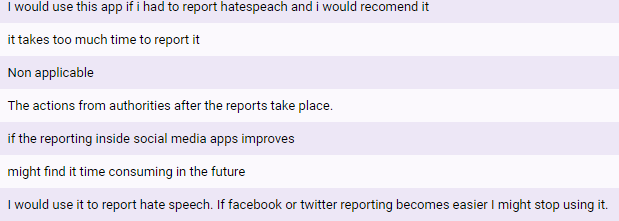 I would use this app if i had to report hatespeach and i would recomend it
it takes too much time to report it
Non applicable
The actions from authorities after the reports take place.
if the reporting inside social media apps improves
might find it time consuming in the future
I would use it to report hate speech. If facebook or twitter reporting becomes easier I might stop using it.